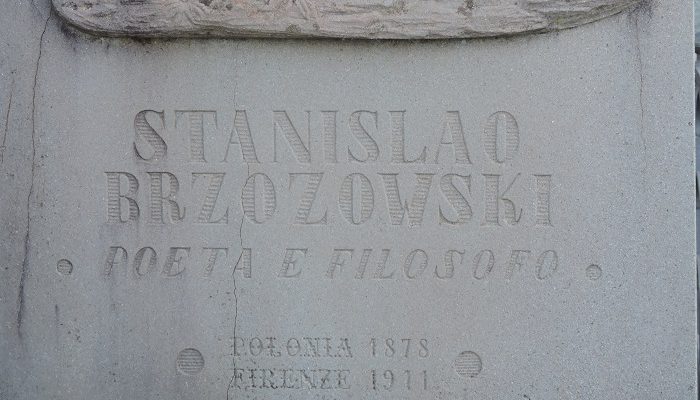 STANISLAO
BRZOZOWSKI
POETA E FILOSOFO
POLONIA 1878
FIRENZE 1911